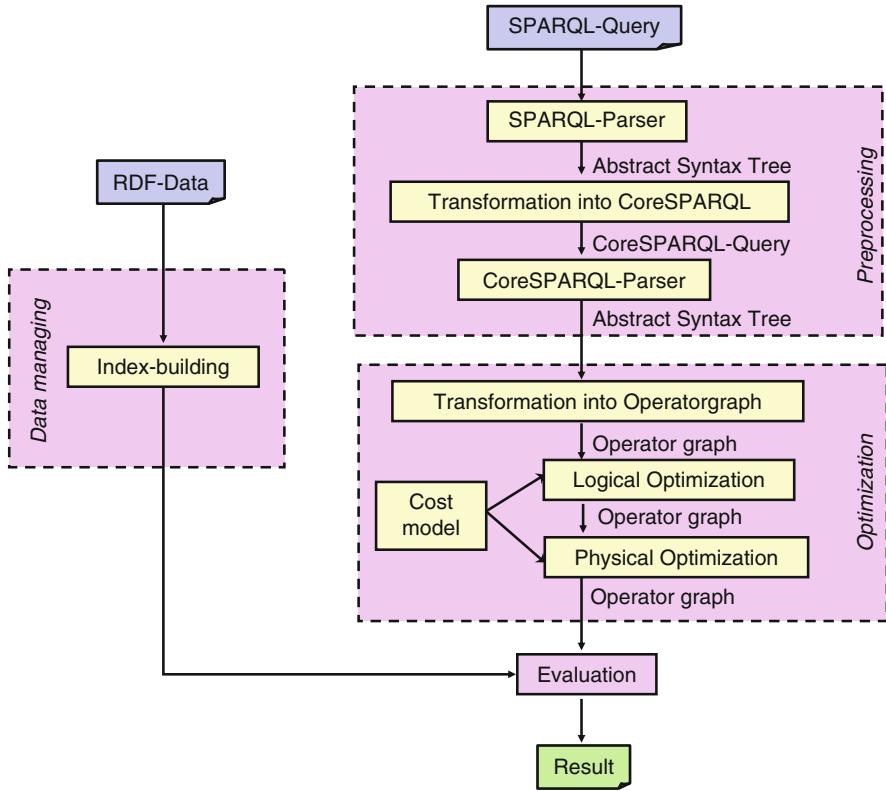 SPARQL-Query
SPARQL-Parser
Abstract Syntax Tree
Transformation into CoreSPARQL
CoreSPARQL-Query
CoreSPARQL-Parser
Abstract Syntax Tree
Preprocessing
RDF-Data
Data managing
Index-building
Transformation into Operatorgraph
Operator graph
Logical Optimization
Cost
model
Operator graph
Physical Optimization
Operator graph
Optimization
Evaluation
Result